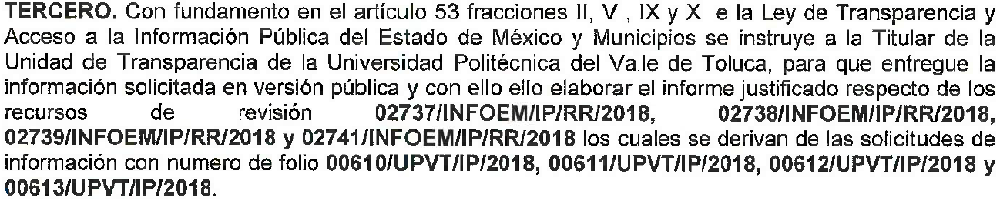 TERCERO. Con fundamento en el artículo 53 fracciones II, V , IX y X e la Ley de Transparencia y
Acceso a la Información Pública del Estado de México y Municipios se instruye a la Titular de la
Unidad de Transparencia de la Universidad Politécnica del Valle de Toluca, para que entregue la
información solicitada en versión pública y con ello ello elaborar el informe justificado respecto de los
recursos de revisión 02737/INFOEM/IP/RR/2018, 02738/INFOEM/IP/RR/2018,
02739/INFOEM/IP/RR/2018 y 02741/INFOEM/IP/RR/2018 los cuales se derivan de las solicitudes de
información con numero de folio 00610/UPVT/IP/2018, 00611/UPVT/IP/2018, 00612/UPVT/IP/2018 y
00613/UPVT/IP/2018.